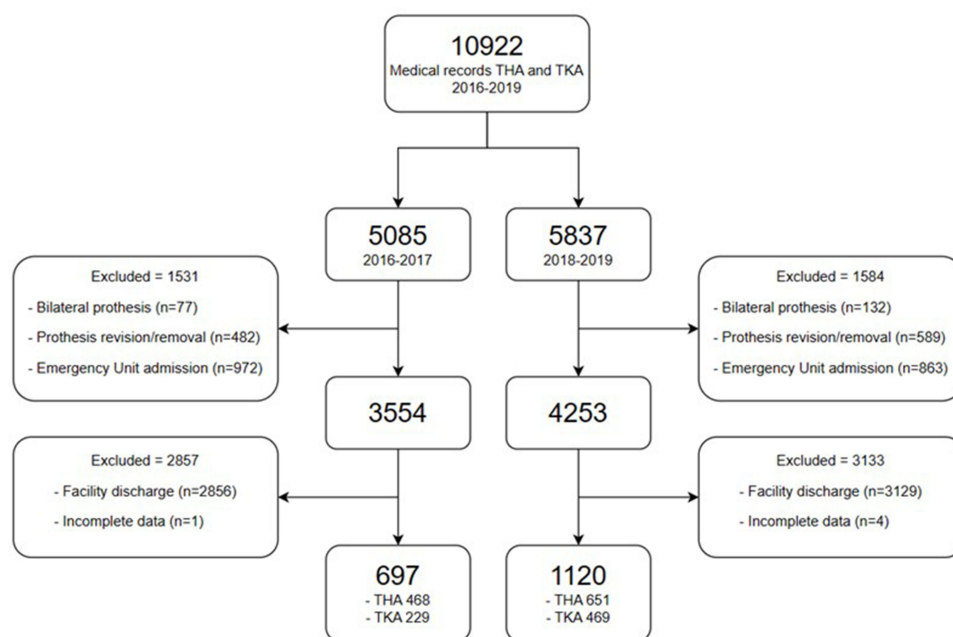 10922
Medical records THA and TKA
2016-2019
5085
2016-2017
5837
2018-2019
Excluded = 1531
- Bilateral prothesis (n=77)
- Prothesis revision/removal (n=482)
- Emergency Unit admission (n=972)
Excluded = 1584
- Bilateral prothesis (n=132)
- Prothesis revision/removal (n=589)
- Emergency Unit admission (n=863)
3554
4253
Excluded = 2857
- Facility discharge (n=2856)
- Incomplete data (n=1)
Excluded = 3133
- Facility discharge (n=3129)
- Incomplete data (n=4)
697
- THA 468
- TKA 229
1120
- THA 651
- TKA 469